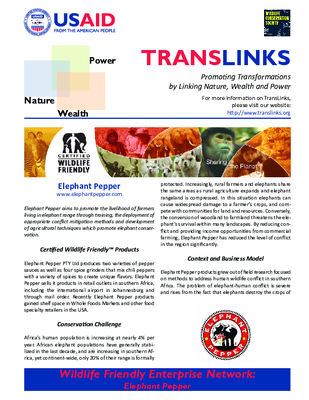 USAID
FROM THE AMERICAN PEOPLE
WILDLIFE
CONSERVATION
SOCIETY
Power
Nature
Wealth
TRANSLINKS
Promoting Transformations
by Linking Nature, Wealth and Power
For more information on TransLinks,
please visit our website:
http://www.translinks.org
CERTIFIED
WILDLIFE
FRIENDLY
Sharing
the Planet
Elephant Pepper
www.elephantpepper.com
Elephant Pepper aims to promote the livelihood of farmers
living in elephant range through training, the deployment of
appropriate conflict mitigation methods and development
of agricultural techniques which promote elephant conser-
vation.
Certified Wildlife Friendly™ Products
Elephant Pepper PTY Ltd produces two varieties of pepper
sauces as well as four spice grinders that mix chili peppers
with a variety of spices to create unique flavors. Elephant
Pepper sells it products in retail outlets in southern Africa,
including the international airport in Johannesburg and
through mail order. Recently Elephant Pepper products
gained shelf space in Whole Foods Markets and other food
specialty retailers in the USA.
Conservation Challenge
Africa's human population is increasing at nearly 4% per
year. African elephant populations have generally stabi-
lized in the last decade, and are increasing in southern Af-
rica, yet continent-wide, only 20% of their range is formally
protected. Increasingly, rural farmers and elephants share
the same areas as rural agriculture expands and elephant
rangeland is compressed. In this situation elephants can
cause widespread damage to a farmer's crops, and com-
pete with communities for land and resources. Conversely,
the conversion of woodland to farmland threatens the ele-
phant's survival within many landscapes. By reducing con-
flict and providing income opportunities from commercial
farming, Elephant Pepper has reduced the level of conflict
in the region significantly.
Context and Business Model
Elephant Pepper products grew out of field research focused
on methods to address human wildlife conflict in southern
Africa. The problem of elephant-human conflict is severe
and rises from the fact that elephants destroy the crops of
ELEPHANT
PEPPER
Wildlife Friendly Enterprise Network:
Elephant Pepper